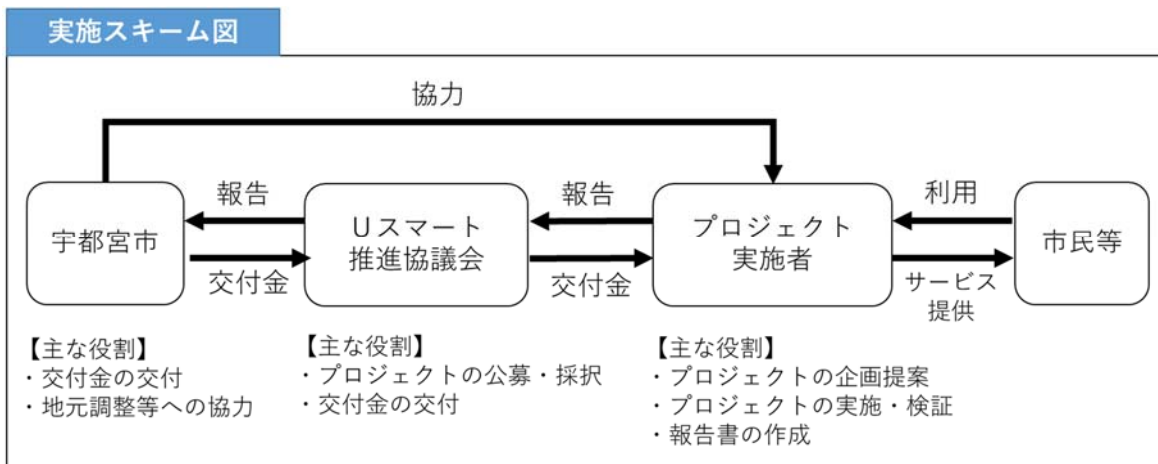 実施スキーム図
協力
報告
報告
利用
宇都宮市
Uスマート
推進協議会
プロジェクト
実施者
市民等
交付金
交付金
サービス
提供
【主な役割】
・交付金の交付
・地元調整等への協力
【主な役割】
・プロジェクトの公募・採択
・交付金の交付
【主な役割】
・プロジェクトの企画提案
・プロジェクトの実施・検証
・報告書の作成